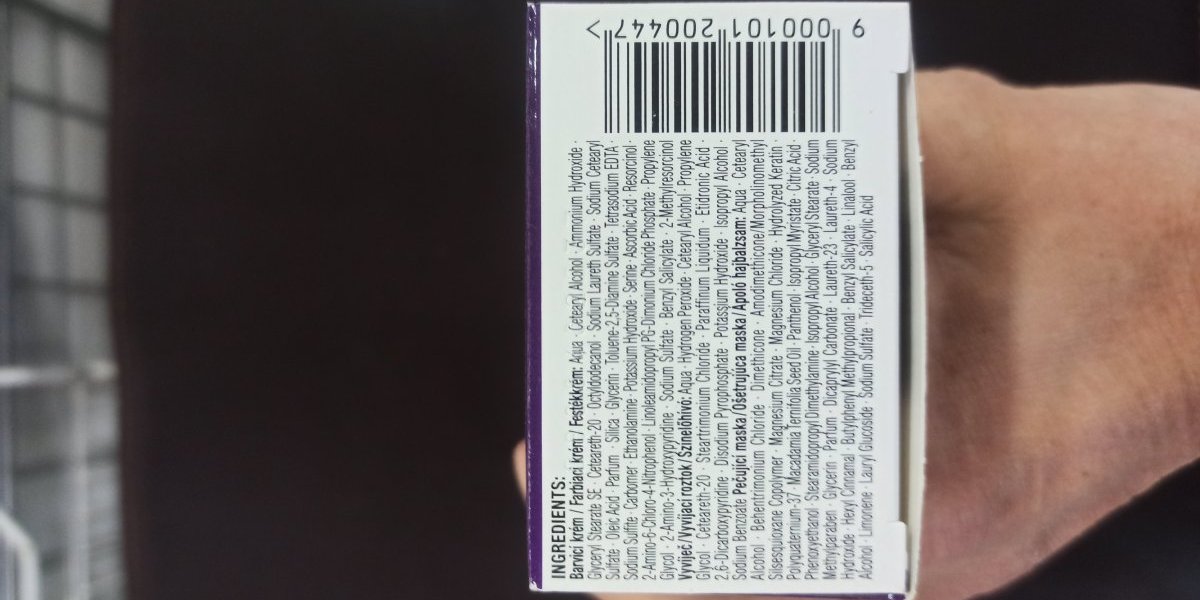 INGREDIENTS:
Barvicí krém / Farbiaci krém / Festékkrém: Aqua · Cetearyl Alcohol · Ammonium Hydroxide ·
Glyceryl Stearate SE · Ceteareth-20 · Octyldodecanol · Sodium Laureth Sulfate · Sodium Cetearyl
Sulfate · Oleic Acid · Parfum · Silica · Glycerin · Toluene-2,5-Diamine Sulfate · Tetrasodium EDTA ·
Sodium Sulfite · Carbomer · Ethanolamine · Potassium Hydroxide · Serine · Ascorbic Acid · Resorcinol ·
2-Amino-6-Chloro-4-Nitrophenol · Linoleamidopropyl PG-Dimonium Chloride Phosphate · Propylene
Glycol · 2-Amino-3-Hydroxypyridine · Sodium Sulfate · Benzyl Salicylate · 2-Methylresorcinol
Vyvíječ/Vyvíjací roztok/Színelőhívó: Aqua · Hydrogen Peroxide · Cetearyl Alcohol · Propylene
Glycol · Ceteareth-20 · Steartrimonium Chloride · Paraffinum Liquidum · Etidronic Acid ·
2,6-Dicarboxypyridine · Disodium Pyrophosphate · Potassium Hydroxide · Isopropyl Alcohol ·
Sodium Benzoate Pečující maska/Ošetrujúca maska/Ápoló hajbalzsam: Aqua · Cetearyl
Alcohol · Behentrimonium Chloride · Dimethicone · Amodimethicone/Morpholinomethyl
Silsesquioxane Copolymer · Magnesium Citrate · Magnesium Chloride · Hydrolyzed Keratin ·
Polyquaternium-37 · Macadamia Ternifolia Seed Oil · Panthenol · Isopropyl Myristate · Citric Acid ·
Phenoxyethanol · Stearamidopropyl Dimethylamine · Isopropyl Alcohol · Glyceryl Stearate · Sodium
Methylparaben · Glycerin · Parfum · Dicaprylyl Carbonate · Laureth-23 · Laureth-4 · Sodium
Hydroxide · Hexyl Cinnamal · Butylphenyl Methylpropional · Benzyl Salicylate · Linalool · Benzyl
Alcohol · Limonene · Lauryl Glucoside · Sodium Sulfate · Trideceth-5 · Salicylic Acid
9 000101 200447 >